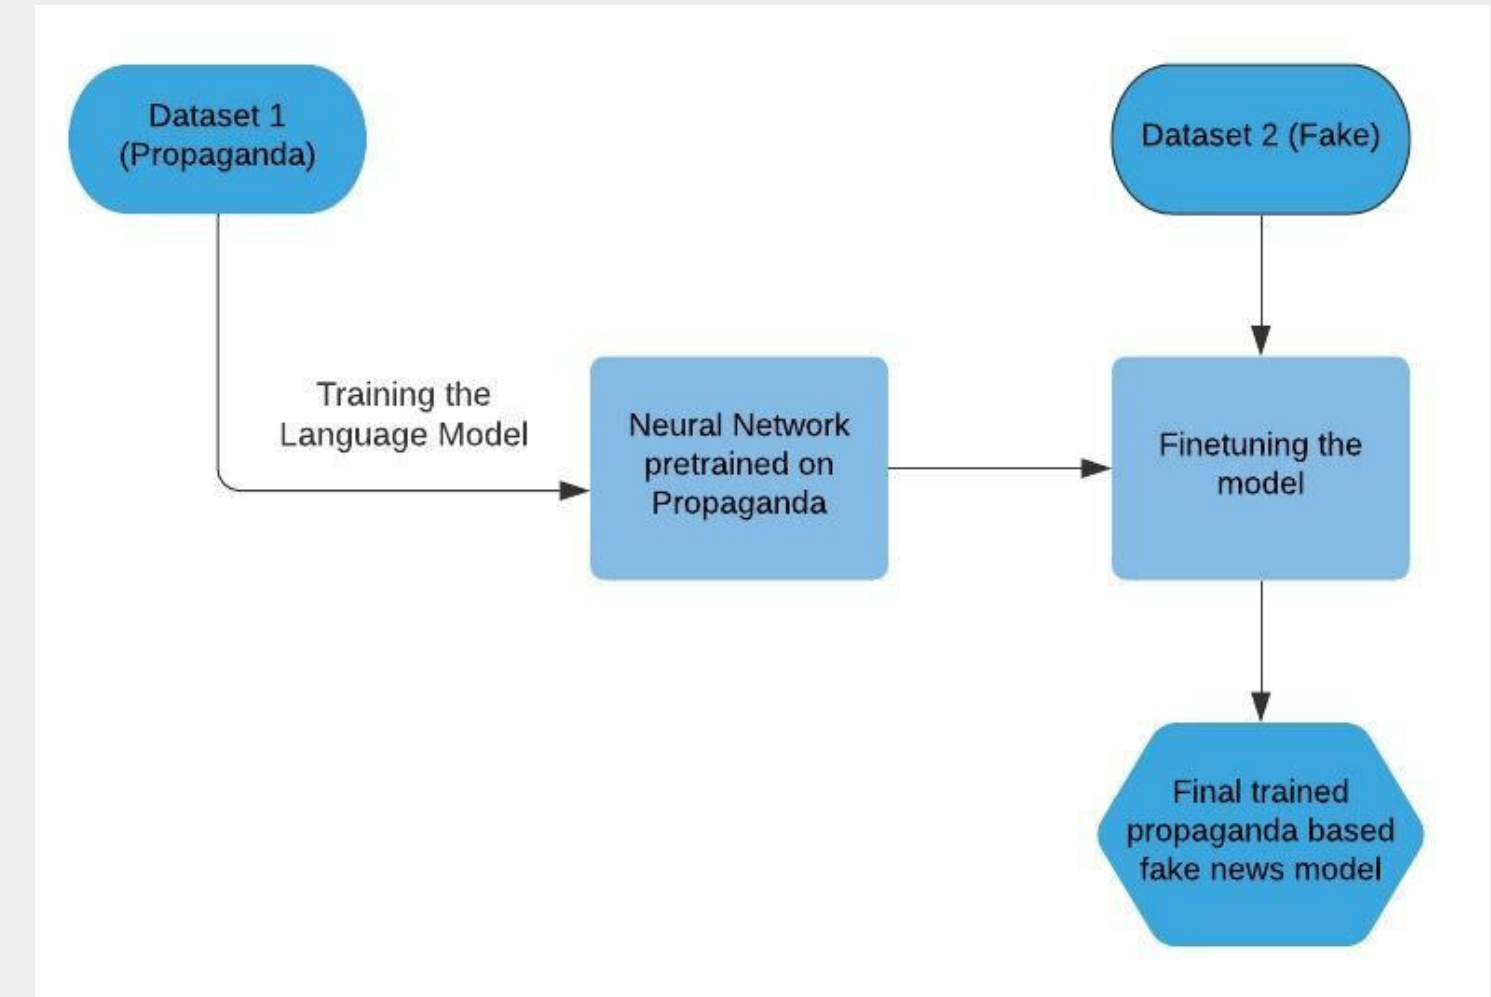 Dataset 1
(Propaganda)
Dataset 2 (Fake)
Training the
Language Model
Neural Network
pretrained on
Propaganda
Finetuning the
model
Final trained
propaganda based
fake news model